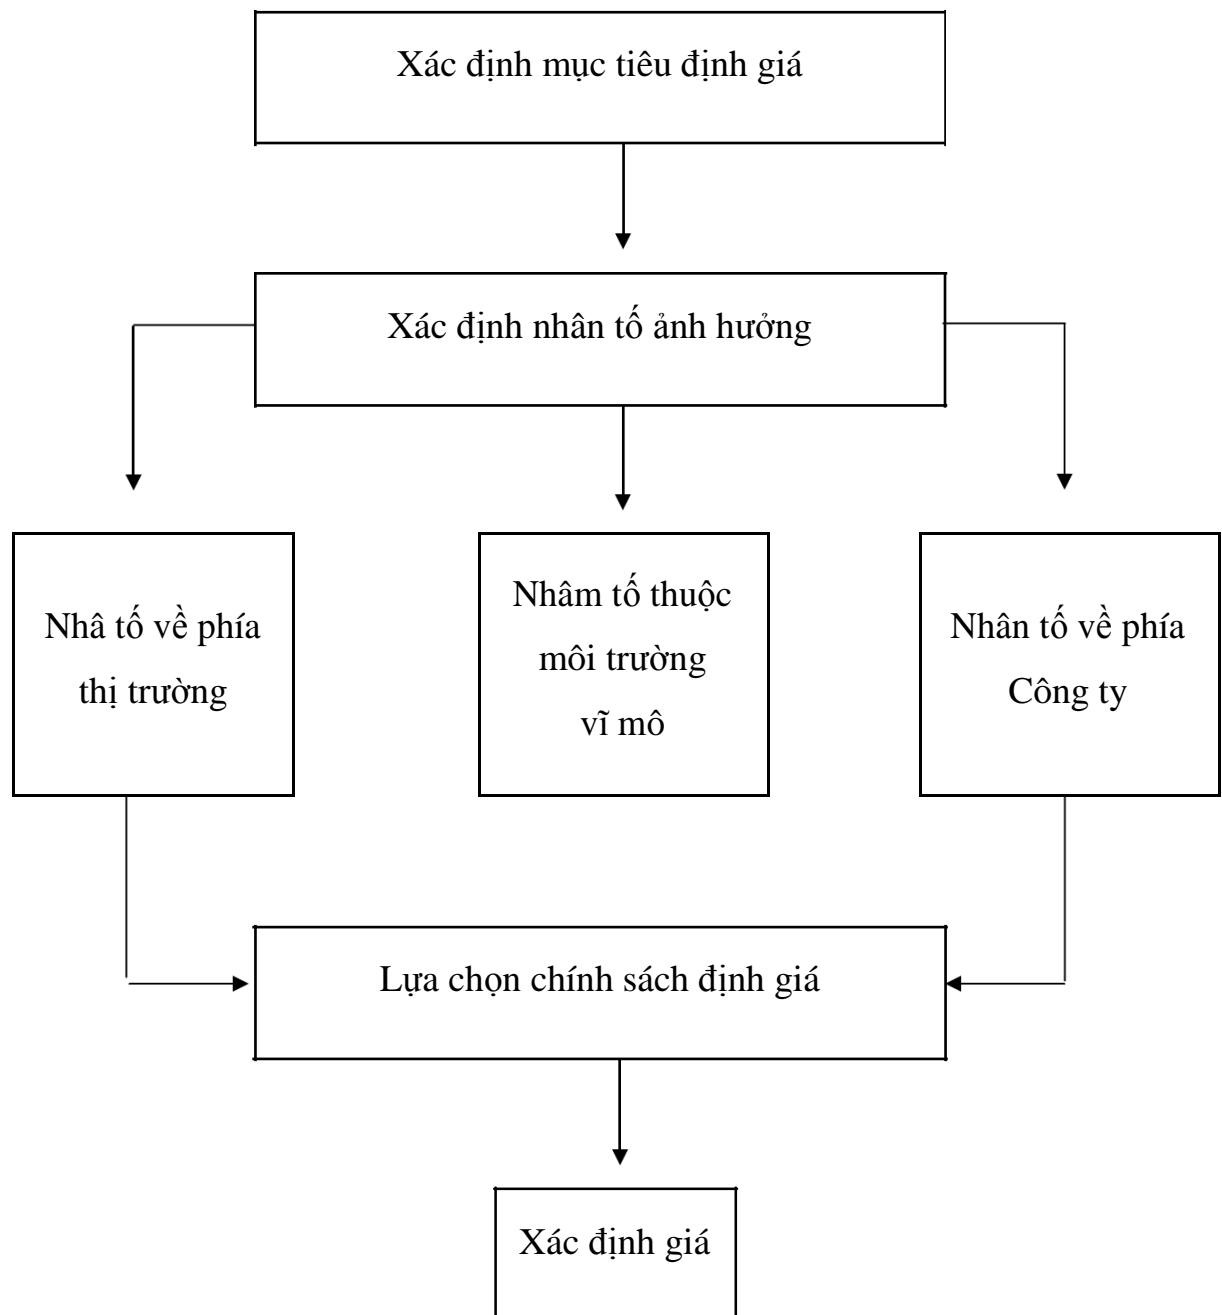 Xác định mục tiêu định giá
Xác định nhân tố ảnh hưởng
Nhâ tố về phía
thị trường
Nhâm tố thuộc
môi trường
vĩ mô
Nhân tố về phía
Công ty
Lựa chọn chính sách định giá
Xác định giá